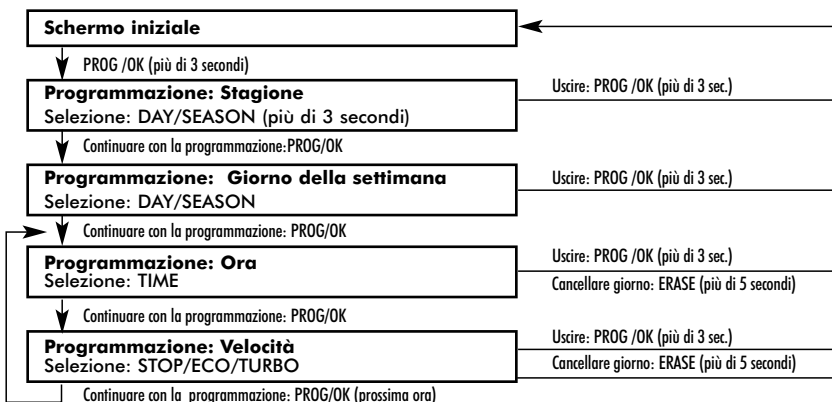 Schermo iniziale
PROG /OK (più di 3 secondi)
Programmazione: Stagione
Selezione: DAY/SEASON (più di 3 secondi)
Uscire: PROG /OK (più di 3 sec.)
Continuare con la programmazione:PROG/OK
Programmazione: Giorno della settimana
Selezione: DAY/SEASON
Uscire: PROG /OK (più di 3 sec.)
Continuare con la programmazione: PROG/OK
Programmazione: Ora
Selezione: TIME
Uscire: PROG /OK (più di 3 sec.)
Cancellare giorno: ERASE (più di 5 secondi)
Continuare con la programmazione: PROG/OK
Programmazione: Velocità
Selezione: STOP/ECO/TURBO
Uscire: PROG /OK (più di 3 sec.)
Cancellare giorno: ERASE (più di 5 secondi)
Continuare con la programmazione: PROG/OK (prossima ora)